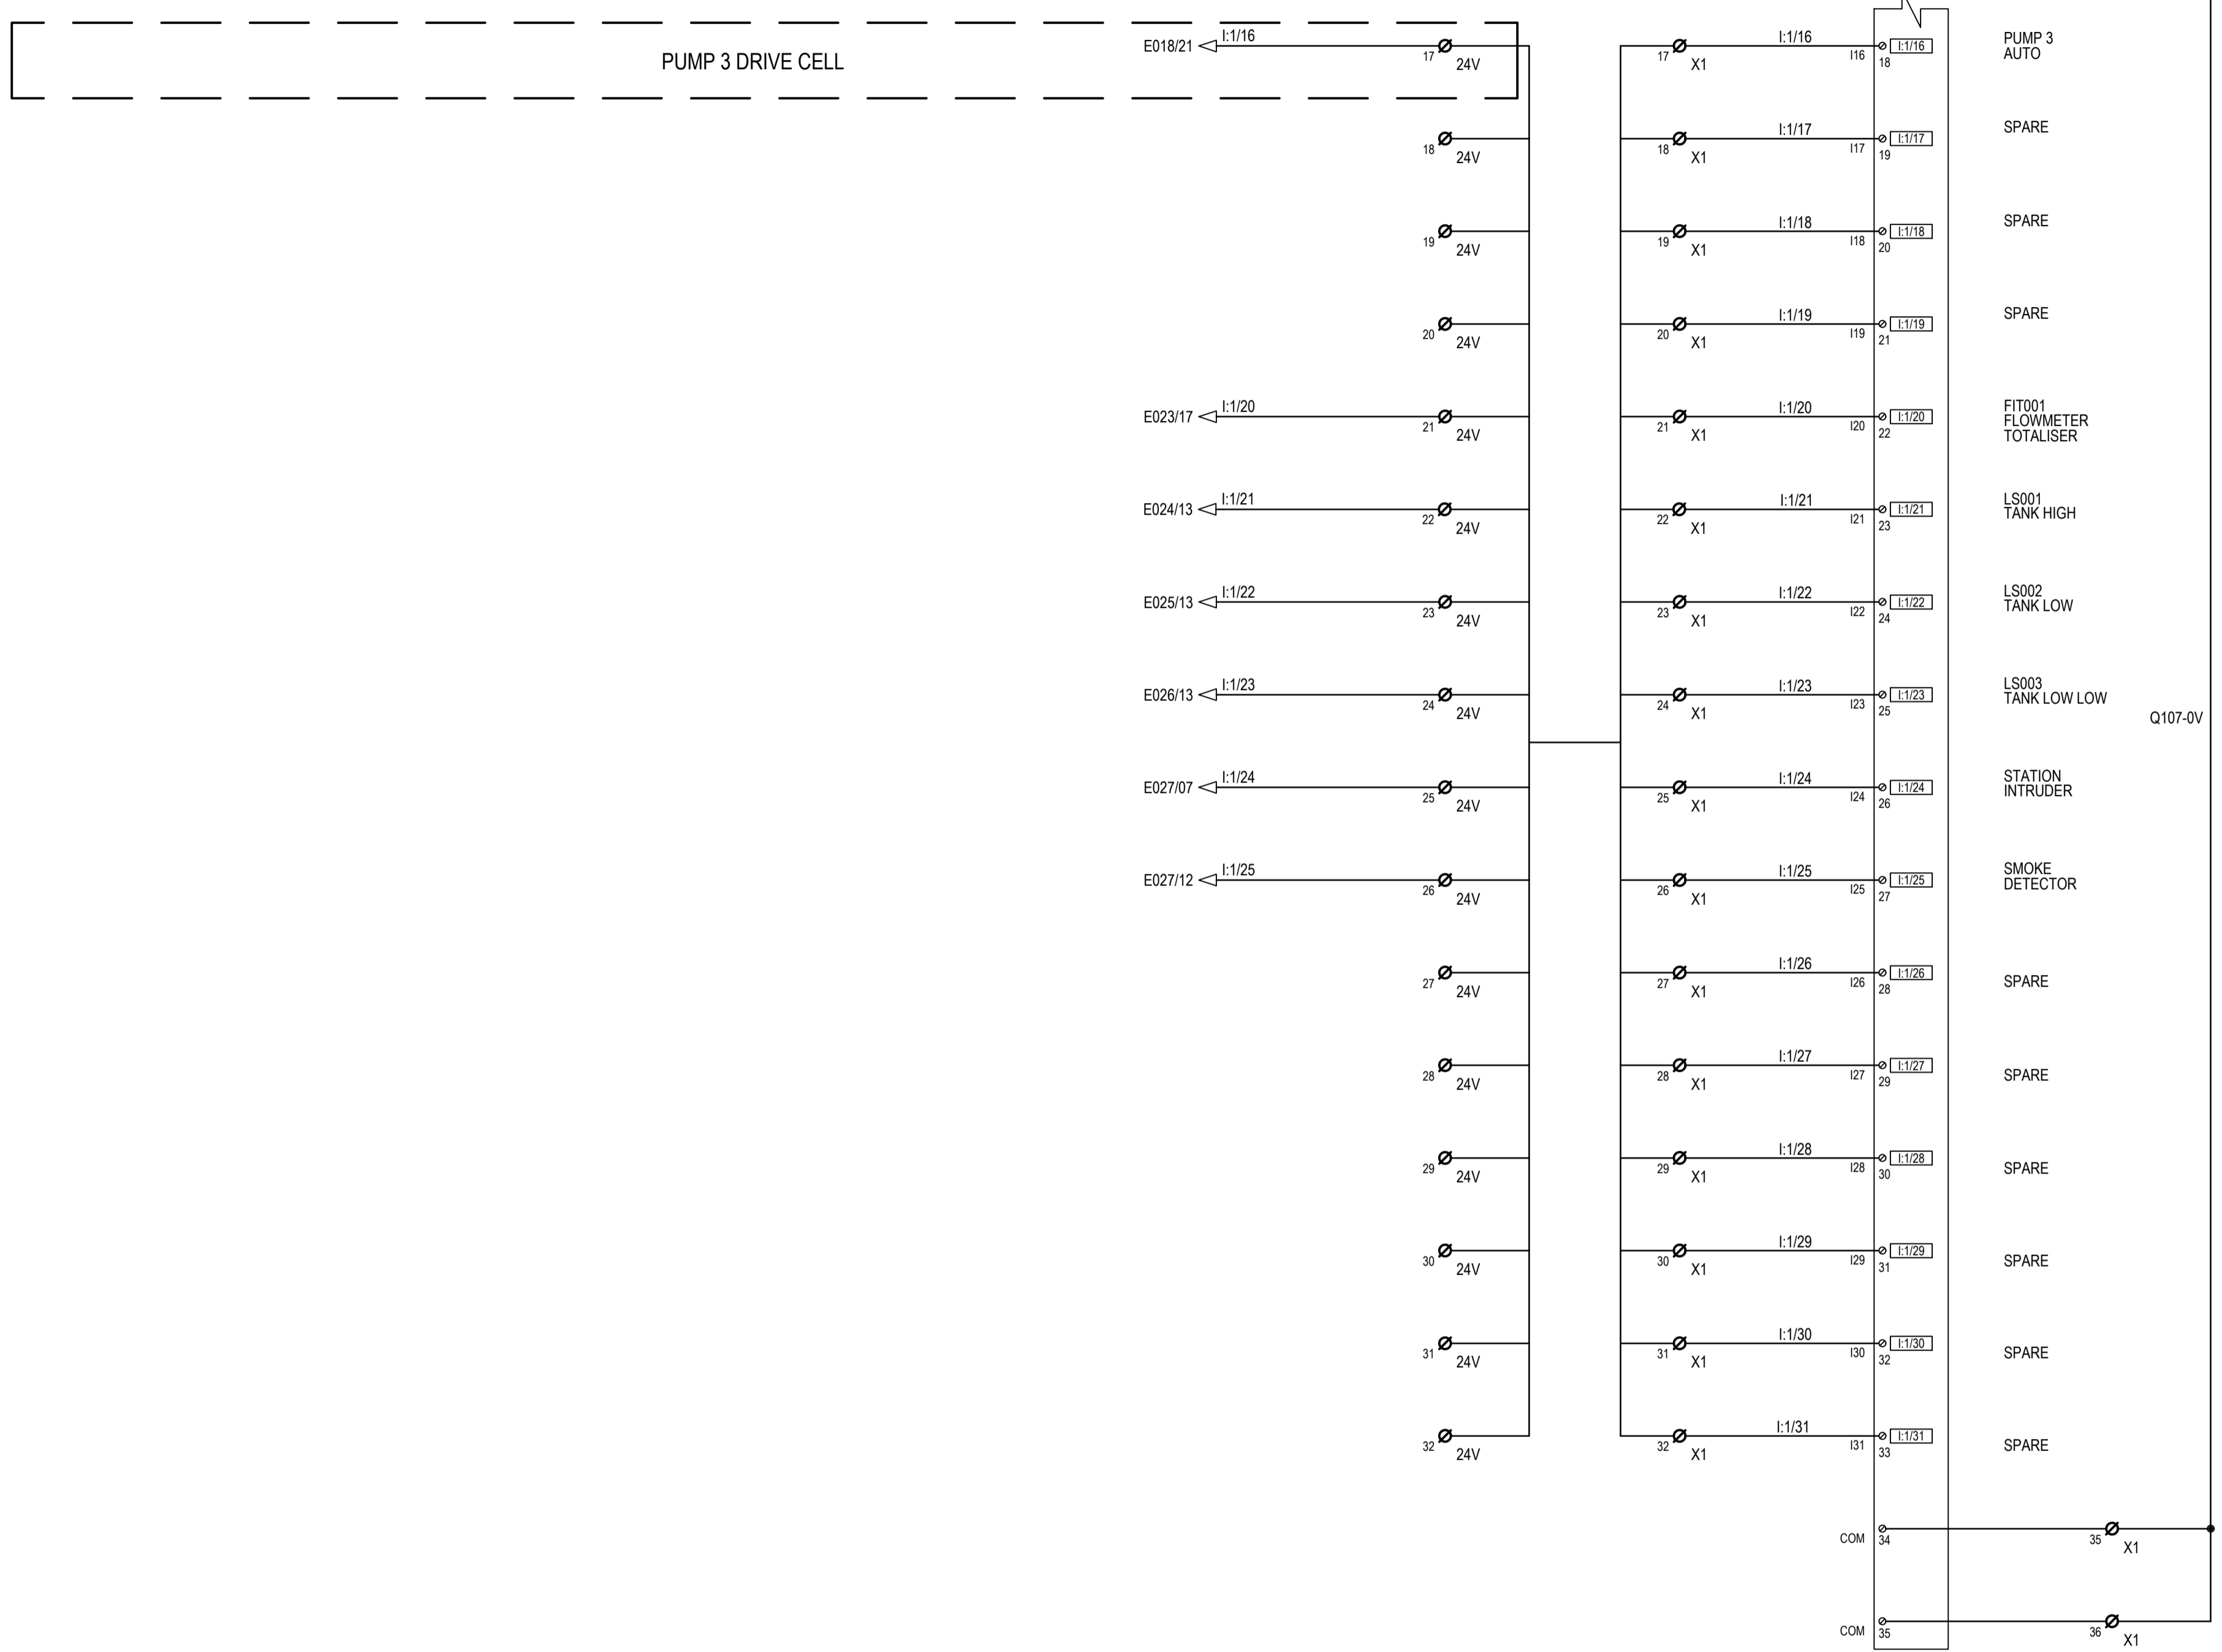 PUMP 3 DRIVE CELL
E018/21 I:1/16 17 24V 17 X1 I:1/16 I16 18 I:1/16 PUMP 3
AUTO
18 24V 18 X1 I:1/17 I17 19 I:1/17 SPARE
19 24V 19 X1 I:1/18 I18 20 I:1/18 SPARE
20 24V 20 X1 I:1/19 I19 21 I:1/19 SPARE
E023/17 I:1/20 21 24V 21 X1 I:1/20 I20 22 I:1/20 FIT001
FLOWMETER
TOTALISER
E024/13 I:1/21 22 24V 22 X1 I:1/21 I21 23 I:1/21 LS001
TANK HIGH
E025/13 I:1/22 23 24V 23 X1 I:1/22 I22 24 I:1/22 LS002
TANK LOW
E026/13 I:1/23 24 24V 24 X1 I:1/23 I23 25 I:1/23 LS003
TANK LOW LOW
Q107-0V
E027/07 I:1/24 25 24V 25 X1 I:1/24 I24 26 I:1/24 STATION
INTRUDER
E027/12 I:1/25 26 24V 26 X1 I:1/25 I25 27 I:1/25 SMOKE
DETECTOR
27 24V 27 X1 I:1/26 I26 28 I:1/26 SPARE
28 24V 28 X1 I:1/27 I27 29 I:1/27 SPARE
29 24V 29 X1 I:1/28 I28 30 I:1/28 SPARE
30 24V 30 X1 I:1/29 I29 31 I:1/29 SPARE
31 24V 31 X1 I:1/30 I30 32 I:1/30 SPARE
32 24V 32 X1 I:1/31 I31 33 I:1/31 SPARE
COM 34 35 X1
COM 35 36 X1